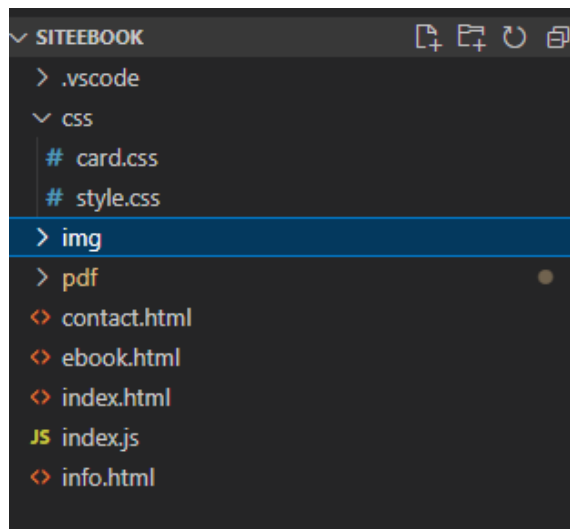 SITEEBOOK
.vscode
css
# card.css
# style.css
img
pdf
<> contact.html
<> ebook.html
<> index.html
JS index.js
<> info.html